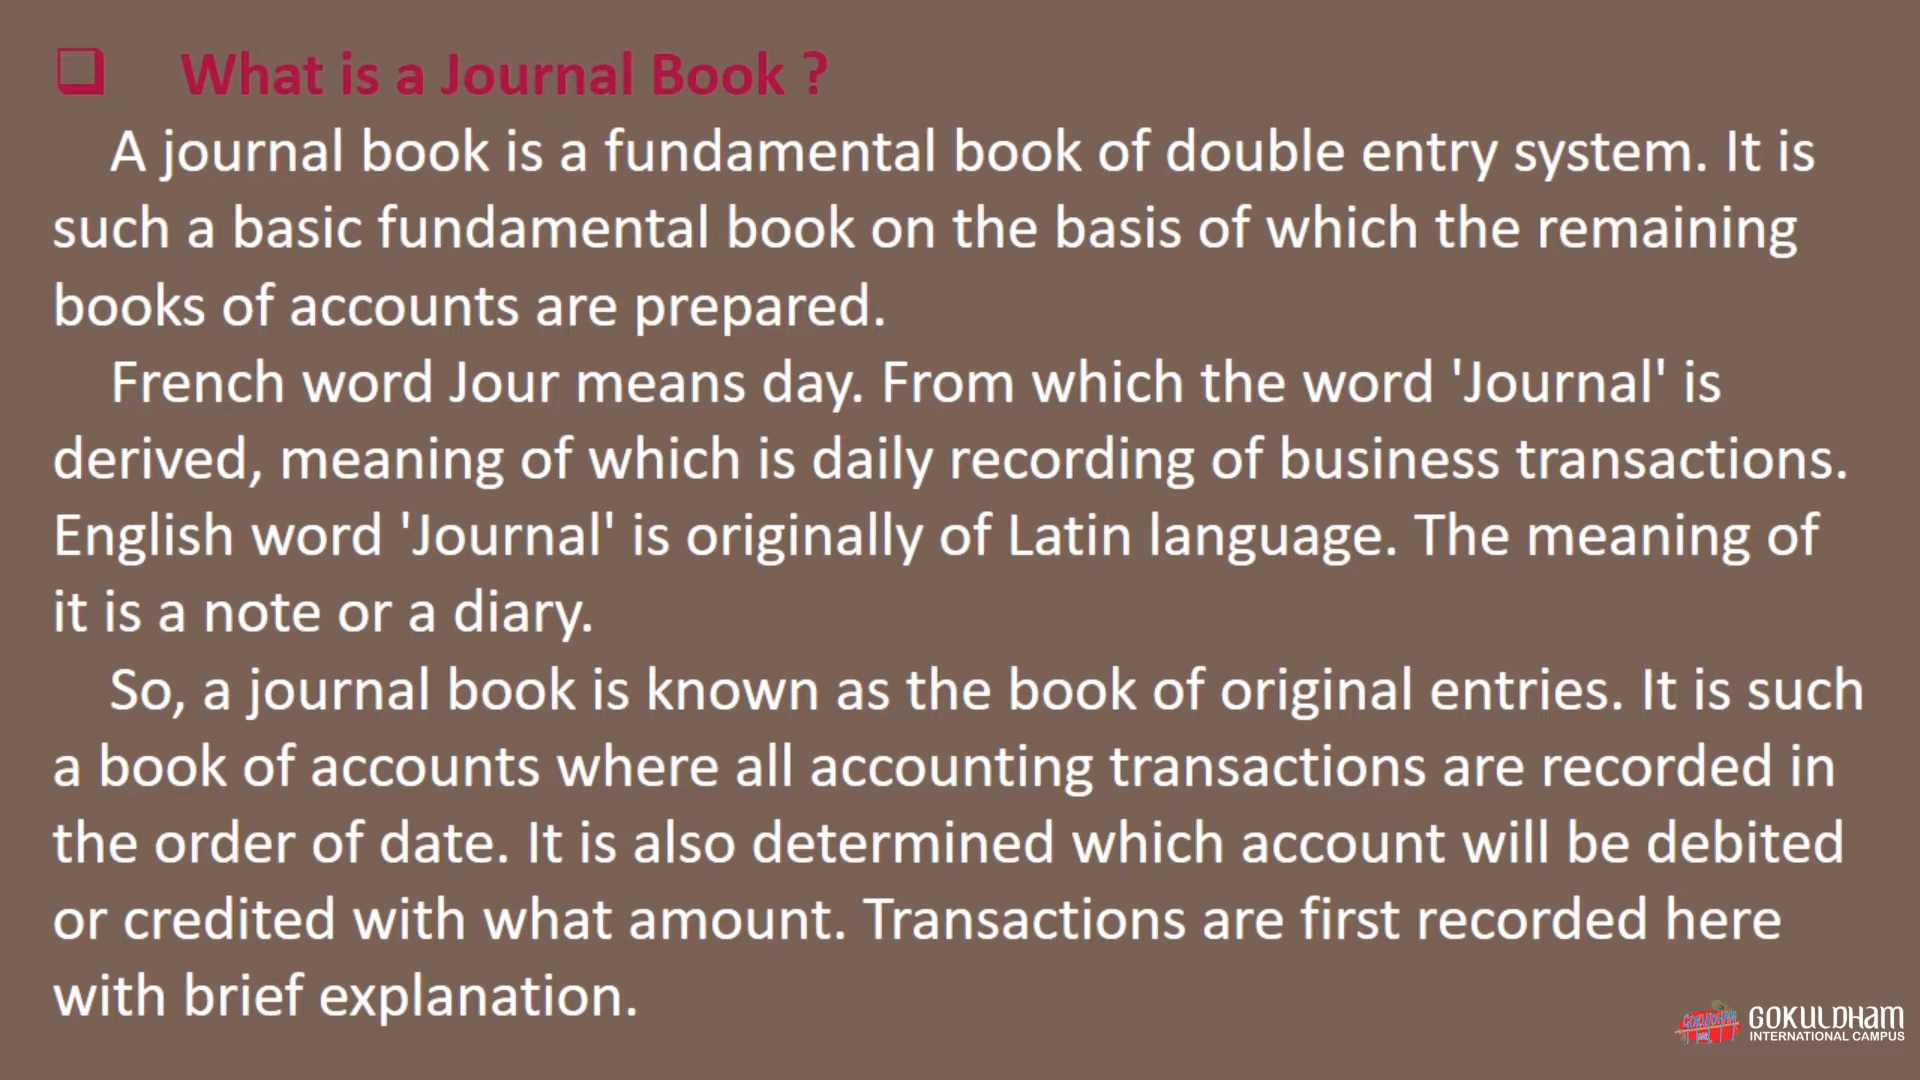 ❑ What is a Journal Book ?
A journal book is a fundamental book of double entry system. It is
such a basic fundamental book on the basis of which the remaining
books of accounts are prepared.
French word Jour means day. From which the word 'Journal' is
derived, meaning of which is daily recording of business transactions.
English word 'Journal' is originally of Latin language. The meaning of
it is a note or a diary.
So, a journal book is known as the book of original entries. It is such
a book of accounts where all accounting transactions are recorded in
the order of date. It is also determined which account will be debited
or credited with what amount. Transactions are first recorded here
with brief explanation.
GOKULDHAM
INTERNATIONAL CAMPUS